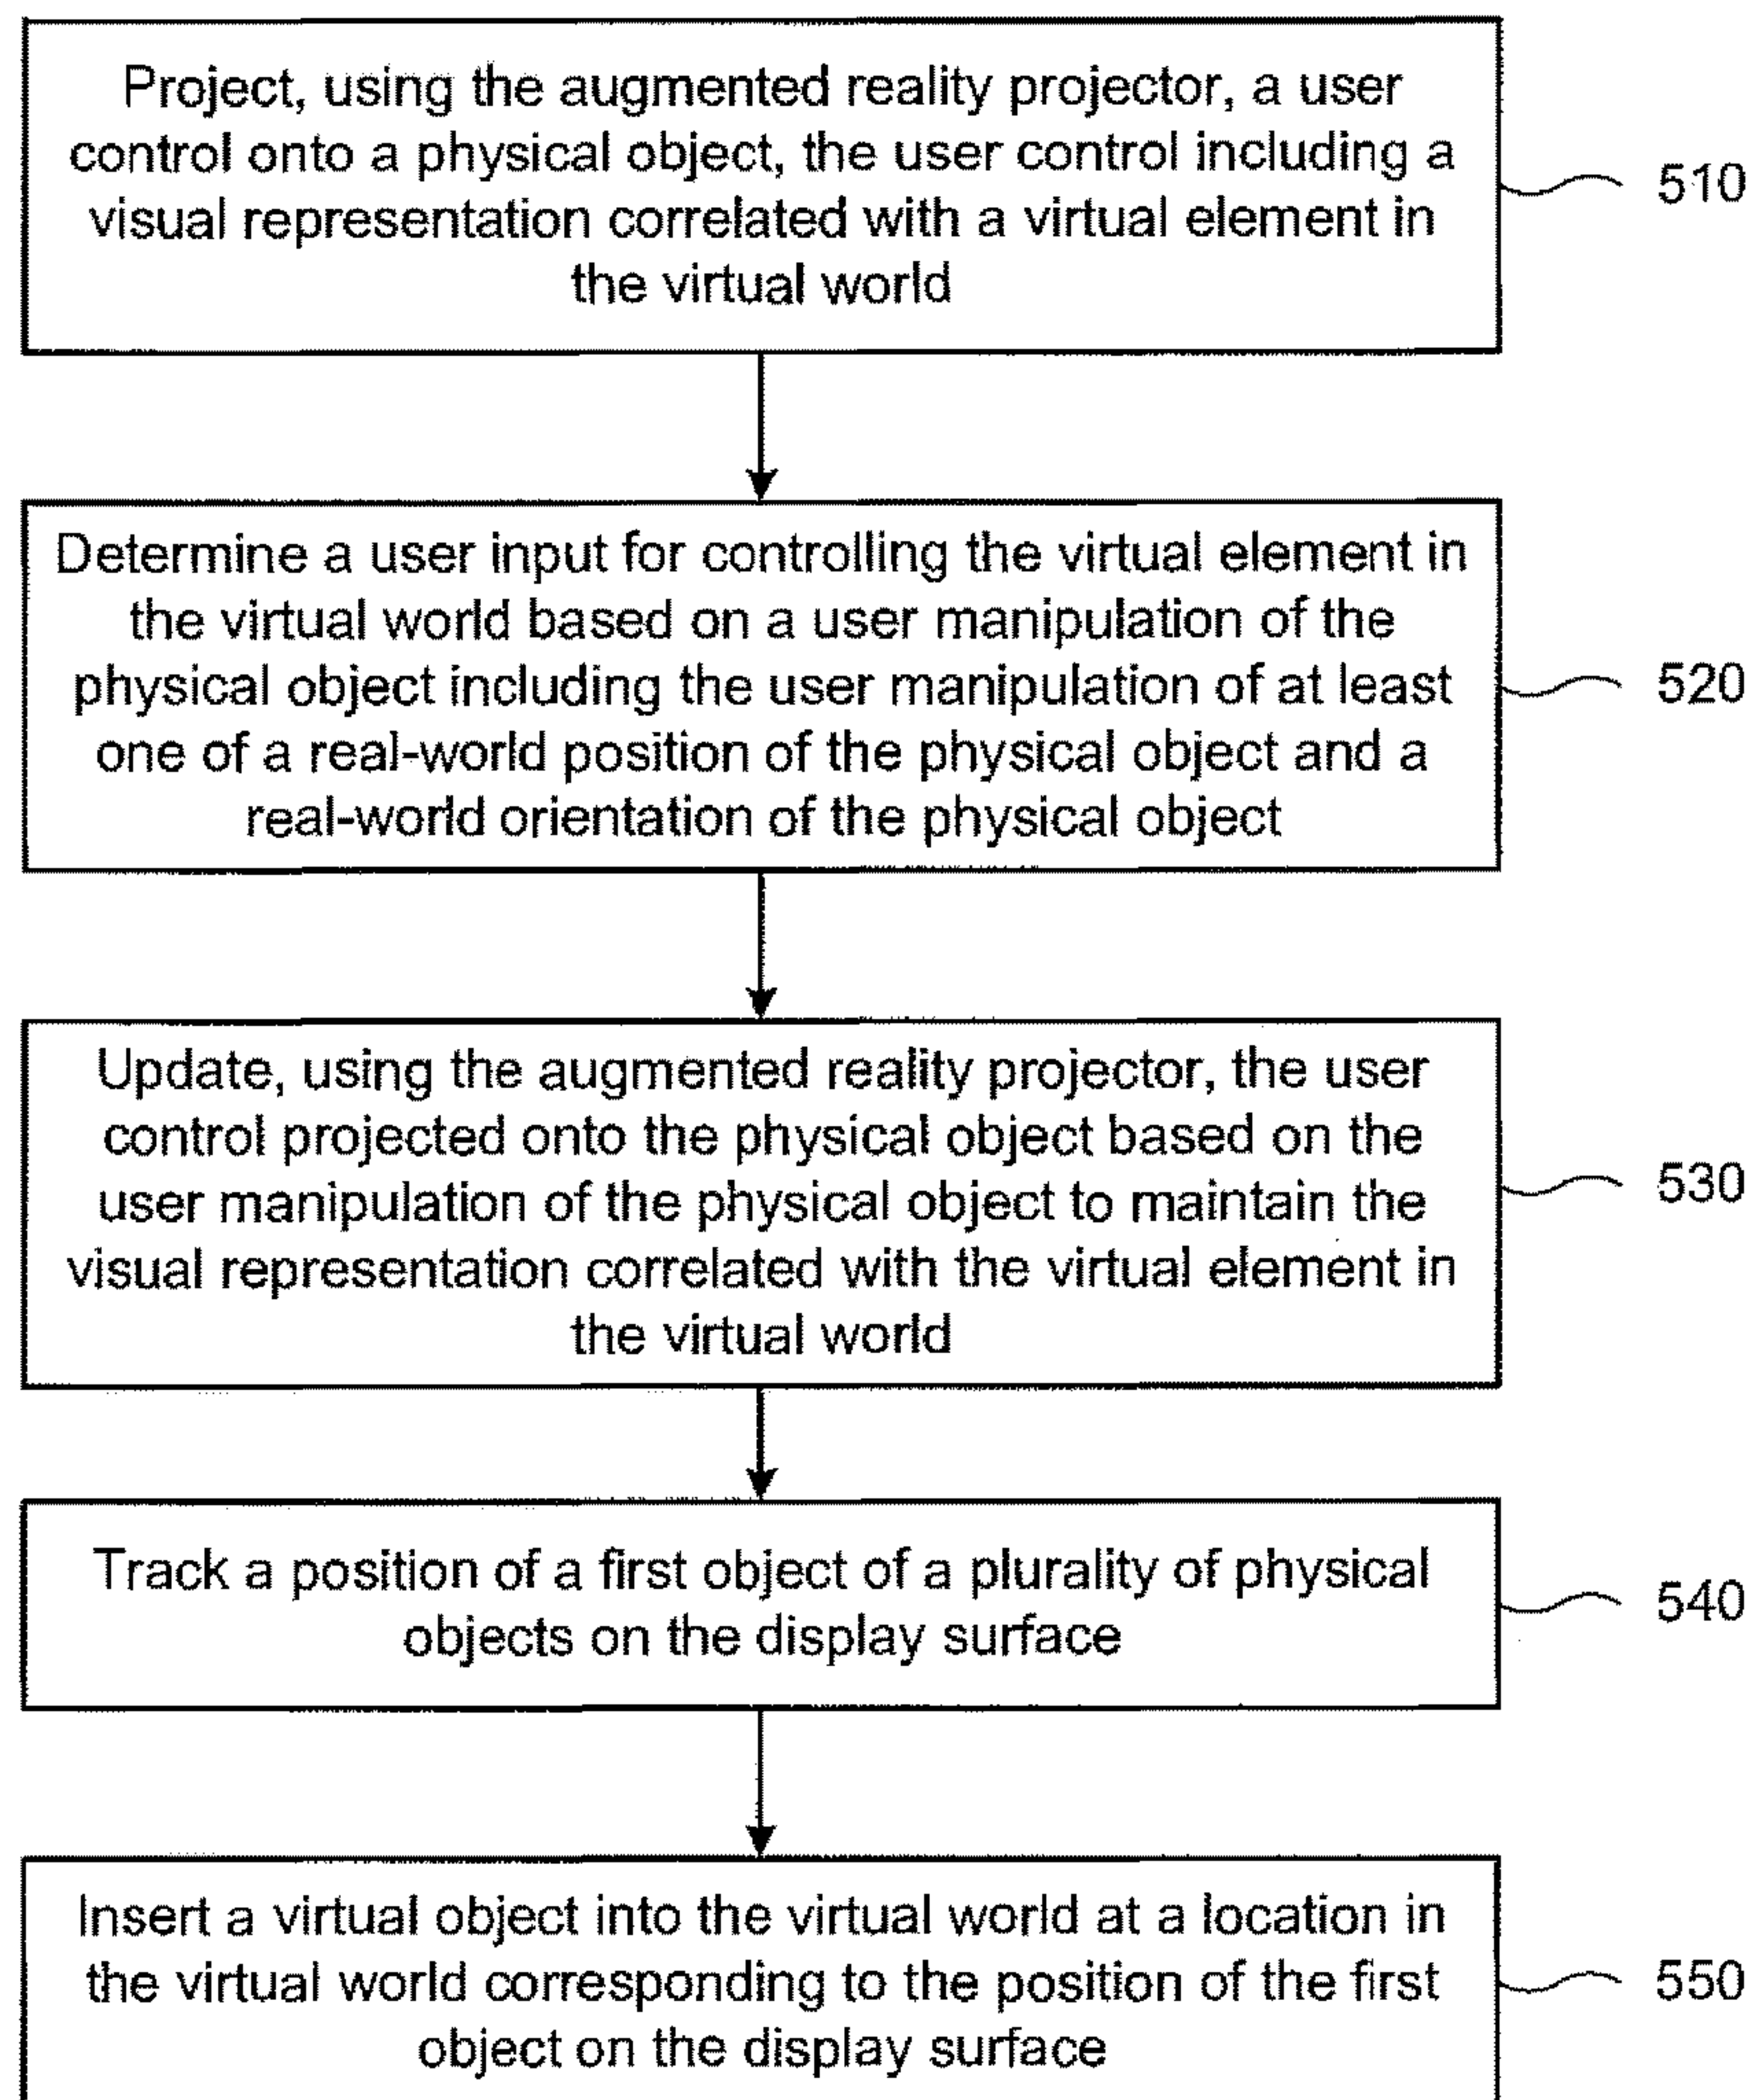 Project, using the augmented reality projector, a user
control onto a physical object, the user control including a
visual representation correlated with a virtual element in
the virtual world
510
Determine a user input for controlling the virtual element in
the virtual world based on a user manipulation of the
physical object including the user manipulation of at least
one of a real-world position of the physical object and a
real-world orientation of the physical object
520
Update, using the augmented reality projector, the user
control projected onto the physical object based on the
user manipulation of the physical object to maintain the
visual representation correlated with the virtual element in
the virtual world
530
Track a position of a first object of a plurality of physical
objects on the display surface
540
Insert a virtual object into the virtual world at a location in
the virtual world corresponding to the position of the first
object on the display surface
550